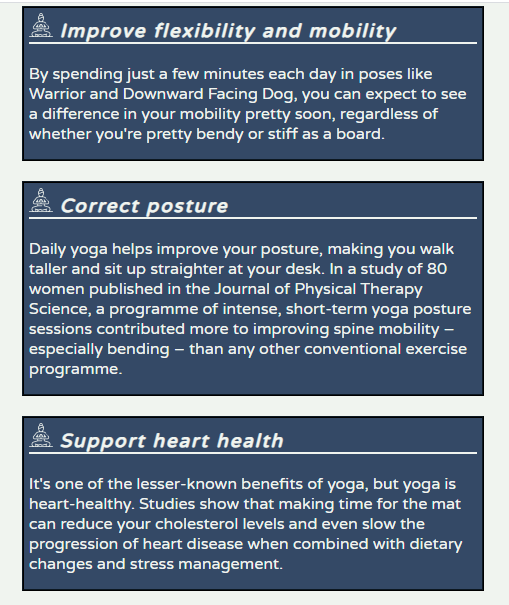 Improve flexibility and mobility
By spending just a few minutes each day in poses like
Warrior and Downward Facing Dog, you can expect to see
a difference in your mobility pretty soon, regardless of
whether you're pretty bendy or stiff as a board.
Correct posture
Daily yoga helps improve your posture, making you walk
taller and sit up straighter at your desk. In a study of 80
women published in the Journal of Physical Therapy
Science, a programme of intense, short-term yoga posture
sessions contributed more to improving spine mobility –
especially bending – than any other conventional exercise
programme.
Support heart health
It's one of the lesser-known benefits of yoga, but yoga is
heart-healthy. Studies show that making time for the mat
can reduce your cholesterol levels and even slow the
progression of heart disease when combined with dietary
changes and stress management.